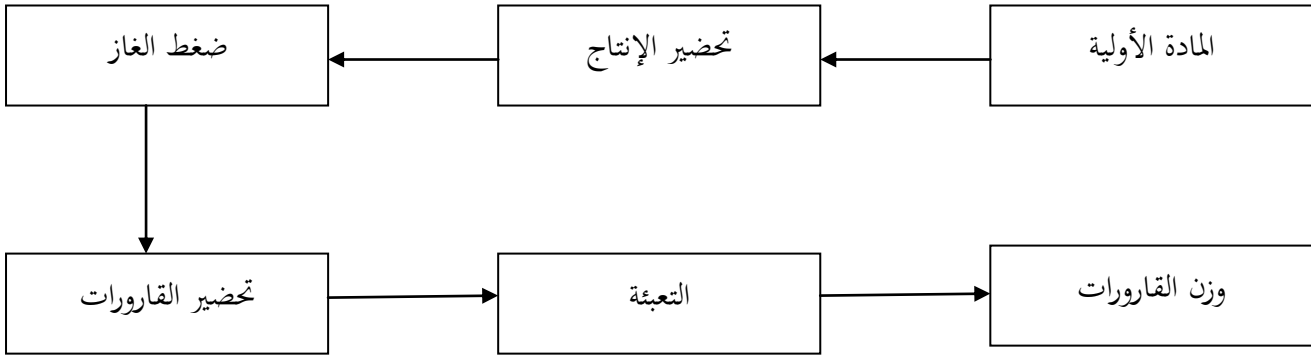 المادة الأولية
تحضير الإنتاج
ضغط الغاز
تحضير القارورات
التعبئة
وزن القارورات